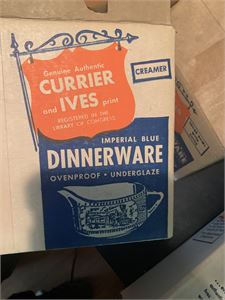 Genuine Authentic
CURRIER
and IVES print
REGISTERED IN THE
LIBRARY OF CONGRESS
CREAMER
IMPERIAL BLUE
DINNERWARE
OVENPROOF • UNDERGLAZE